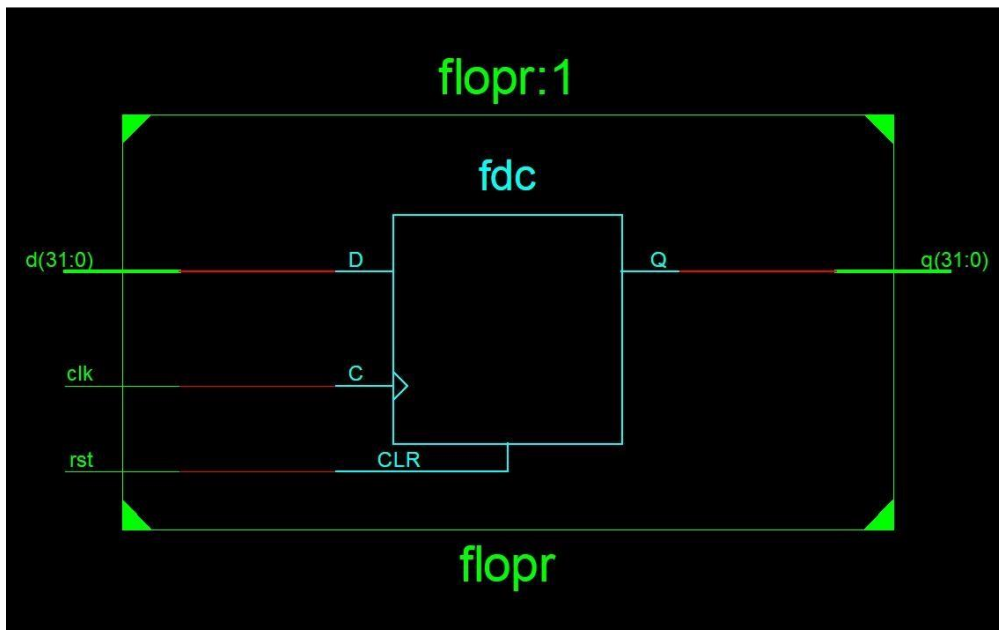 flopr:1
fdc
d(31:0)
D
Q
q(31:0)
clk
C
rst
CLR
flopr